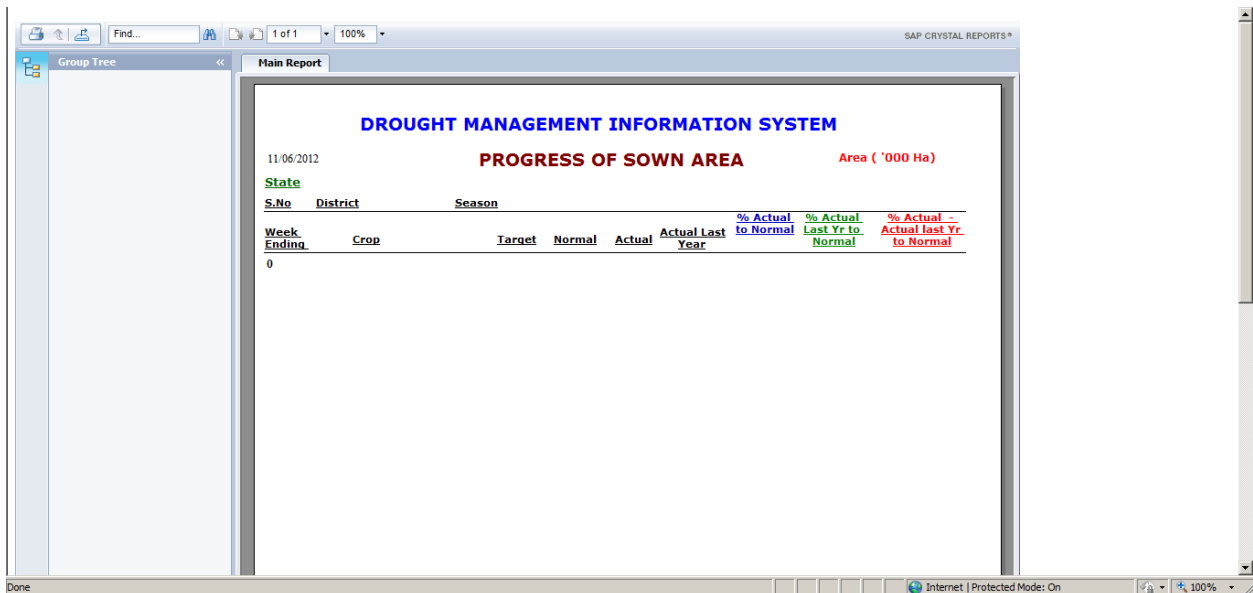 Find... 1 of 1 100% SAP CRYSTAL REPORTS®
Group Tree « Main Report
DROUGHT MANAGEMENT INFORMATION SYSTEM
11/06/2012 PROGRESS OF SOWN AREA Area ( '000 Ha)
State
S.No District Season
Week Ending Crop Target Normal Actual Actual Last Year % Actual to Normal % Actual Last Yr to Normal % Actual - Actual last Yr to Normal
0
Done Internet | Protected Mode: On 100%